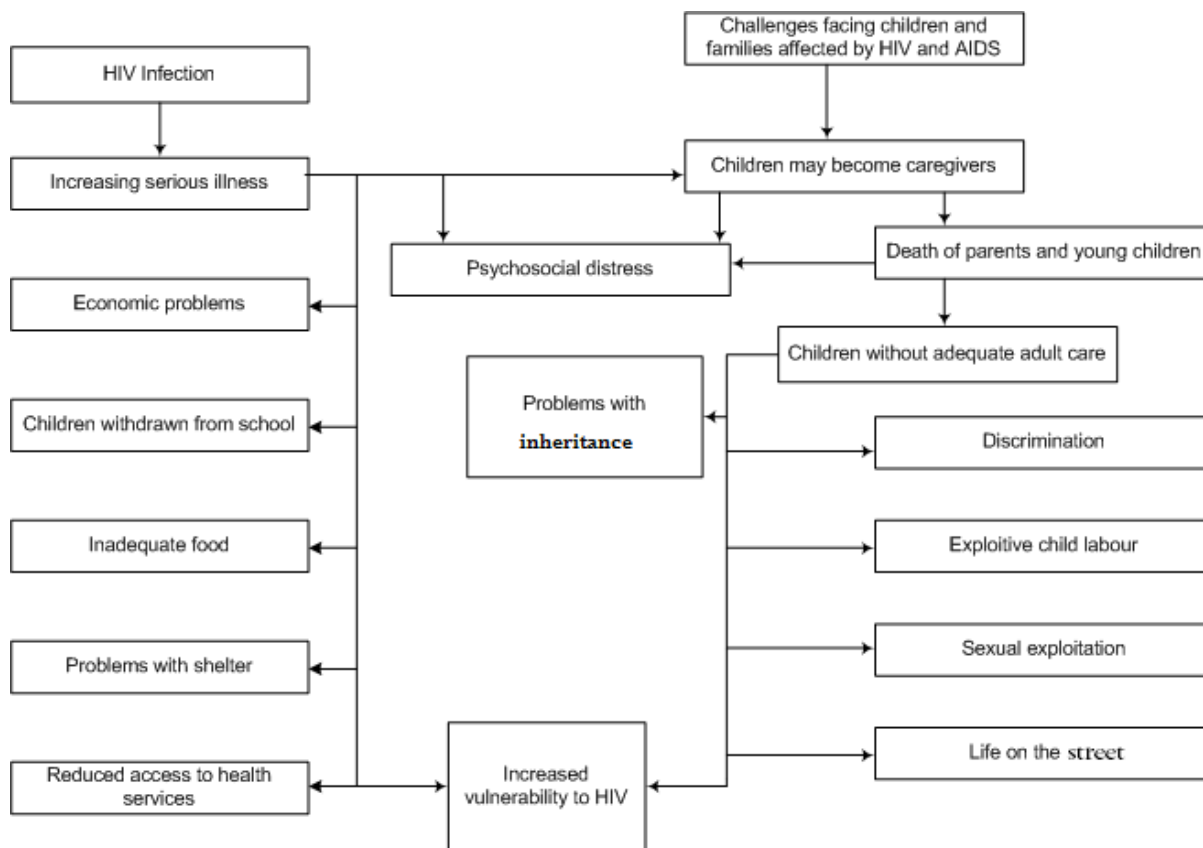 Challenges facing children and
families affected by HIV and AIDS
HIV Infection
Children may become caregivers
Increasing serious illness
Death of parents and young children
Psychosocial distress
Economic problems
Children without adequate adult care
Problems with
inheritance
Children withdrawn from school
Discrimination
Inadequate food
Exploitive child labour
Sexual exploitation
Problems with shelter
Life on the street
Increased
vulnerability to HIV
Reduced access to health
services